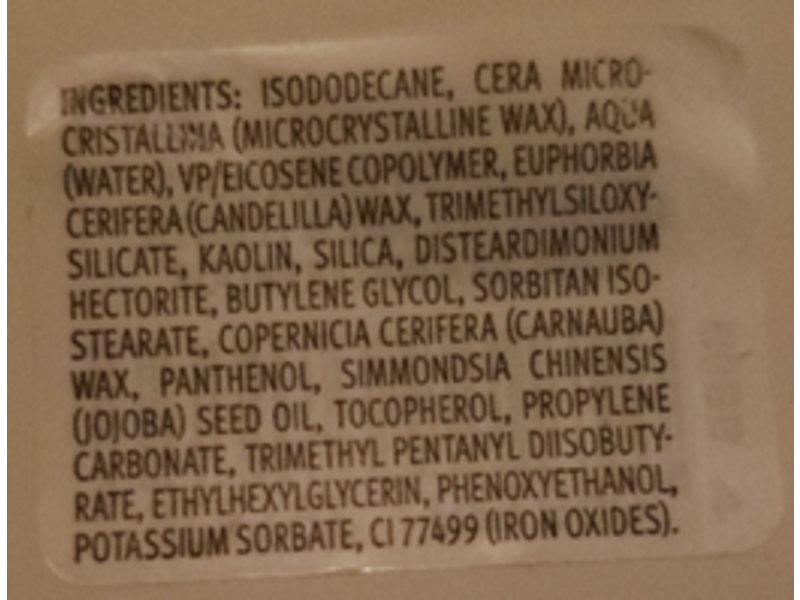 INGREDIENTS: ISODODECANE, CERA MICRO-
CRISTALLINA (MICROCRYSTALLINE WAX), AQUA
(WATER), VP/EICOSENE COPOLYMER, EUPHORBIA
CERIFERA (CANDELILLA) WAX, TRIMETHYLSILOXY-
SILICATE, KAOLIN, SILICA, DISTEARDIMONIUM
HECTORITE, BUTYLENE GLYCOL, SORBITAN ISO-
STEARATE, COPERNICIA CERIFERA (CARNAUBA)
WAX, PANTHENOL, SIMMONDSIA CHINENSIS
(JOJOBA) SEED OIL, TOCOPHEROL, PROPYLENE
CARBONATE, TRIMETHYL PENTANYL DIISOBUTY-
RATE, ETHYLHEXYLGLYCERIN, PHENOXYETHANOL,
POTASSIUM SORBATE, CI 77499 (IRON OXIDES).